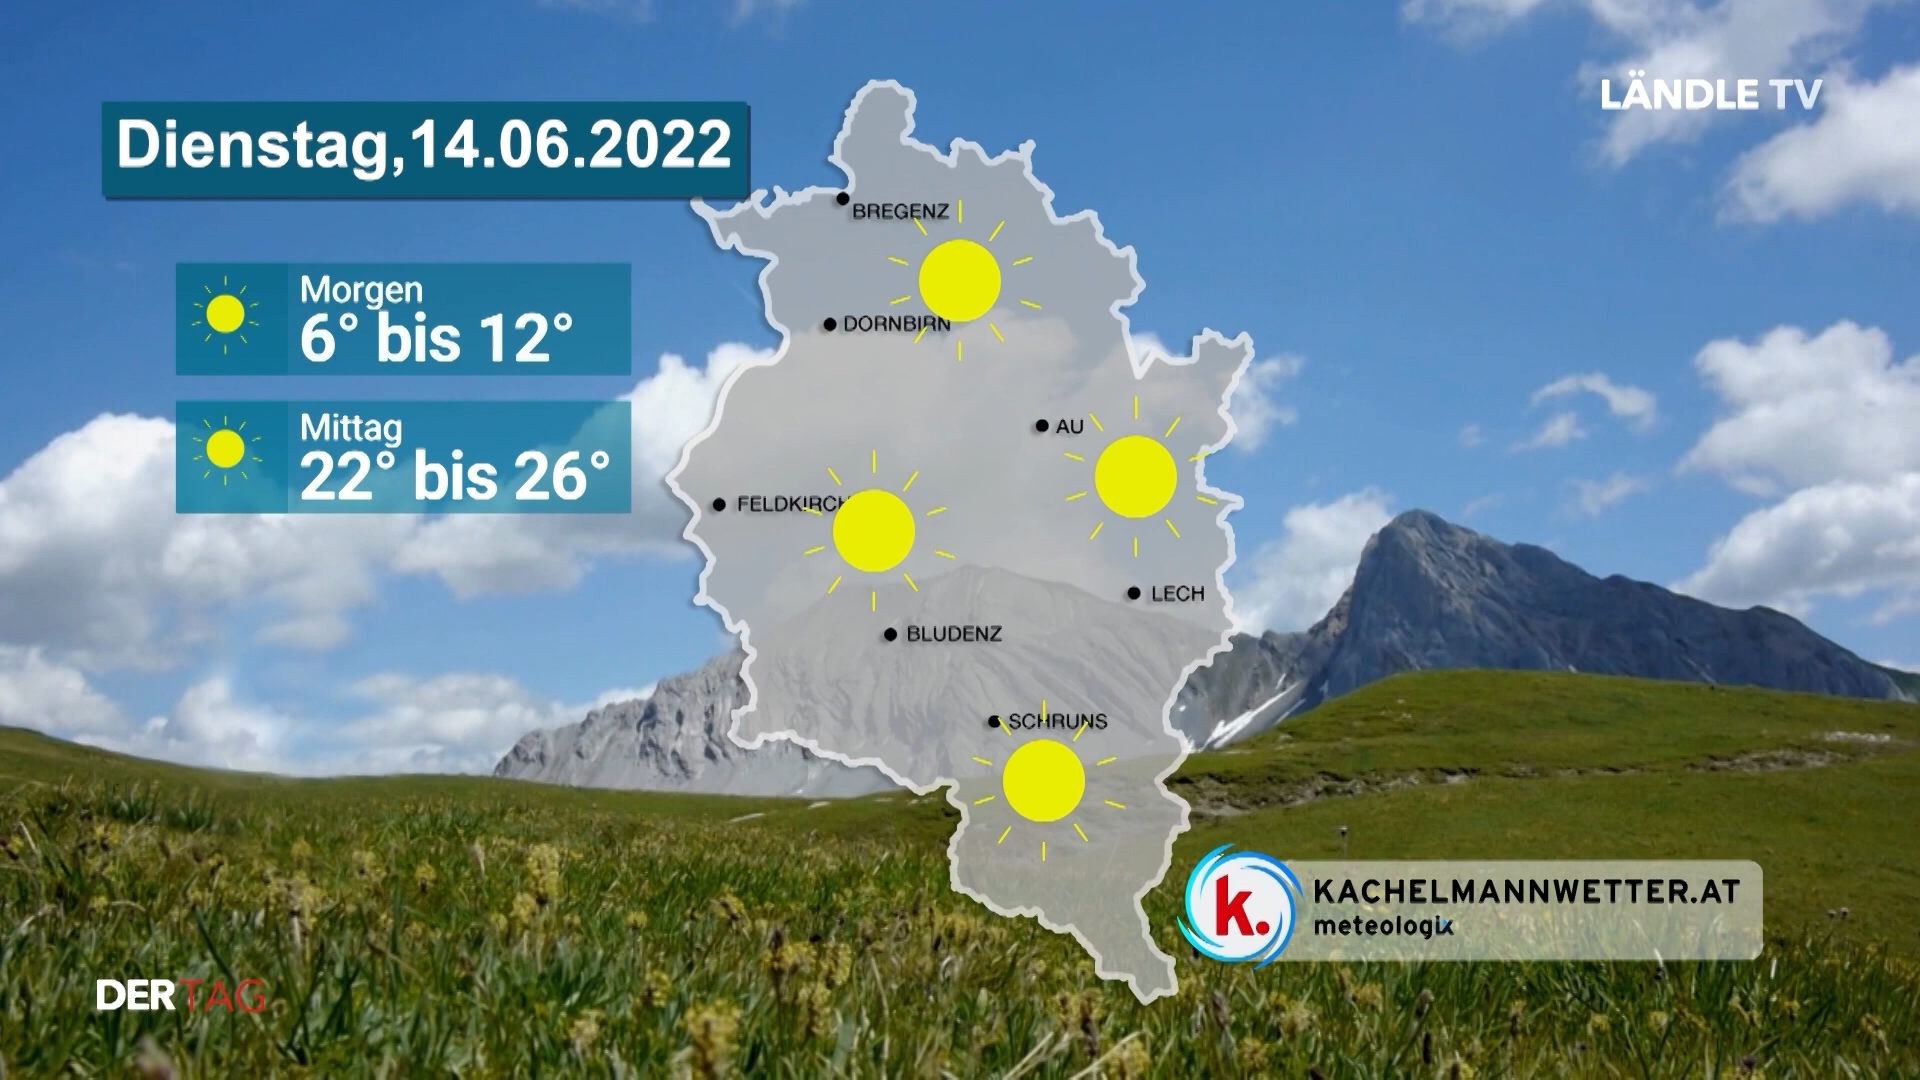 LÄNDLE TV
Dienstag,14.06.2022
BREGENZ
Morgen
6° bis 12°
DORNBIRN
Mittag
22° bis 26°
AU
FELDKIRCH
LECH
BLUDENZ
SCHRUNS
k.
KACHELMANNWETTER.AT
meteologix
DERTAG